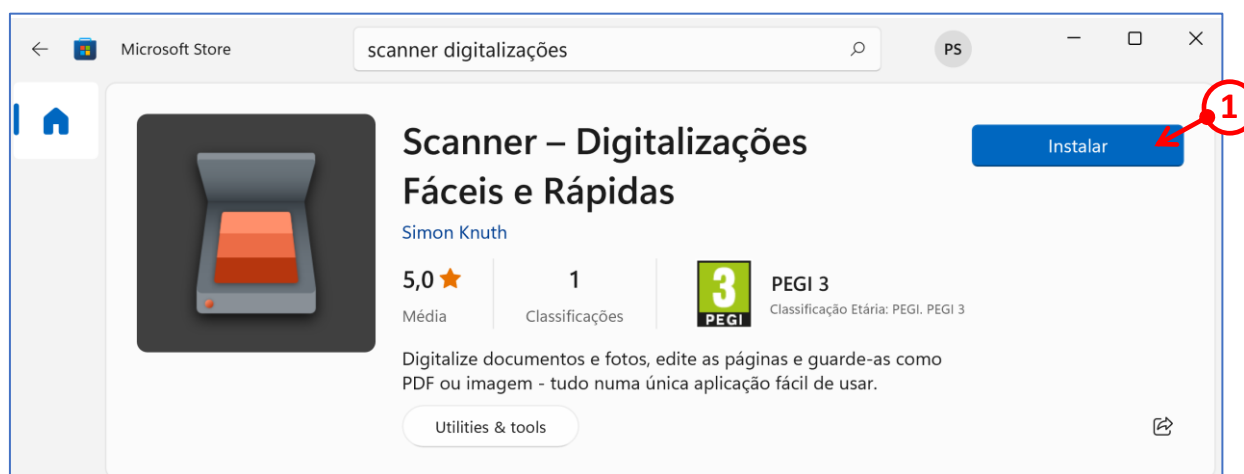 Microsoft Store
scanner digitalizações
PS
1
Scanner – Digitalizações
Fáceis e Rápidas
Instalar
Simon Knuth
5,0
Média
1
Classificações
3
PEGI
PEGI 3
Classificação Etária: PEGI. PEGI 3
Digitalize documentos e fotos, edite as páginas e guarde-as como
PDF ou imagem - tudo numa única aplicação fácil de usar.
Utilities & tools